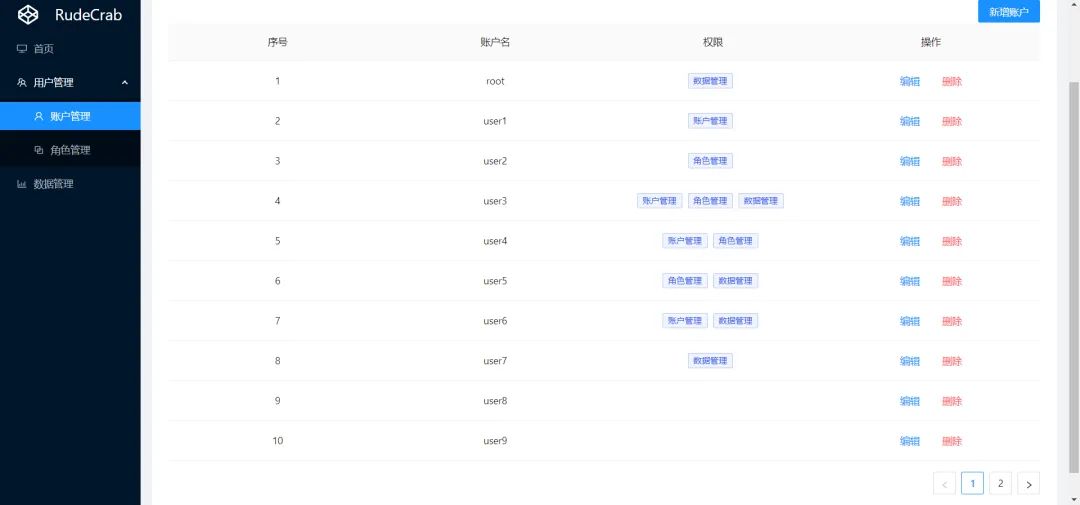 RudeCrab
首页
用户管理
账户管理
角色管理
数据管理
新增账户
序号 账户名 权限 操作
1 root 数据管理 编辑 删除
2 user1 账户管理 编辑 删除
3 user2 角色管理 编辑 删除
4 user3 账户管理 角色管理 数据管理 编辑 删除
5 user4 账户管理 角色管理 编辑 删除
6 user5 角色管理 数据管理 编辑 删除
7 user6 账户管理 数据管理 编辑 删除
8 user7 数据管理 编辑 删除
9 user8 编辑 删除
10 user9 编辑 删除
< 1 2 >